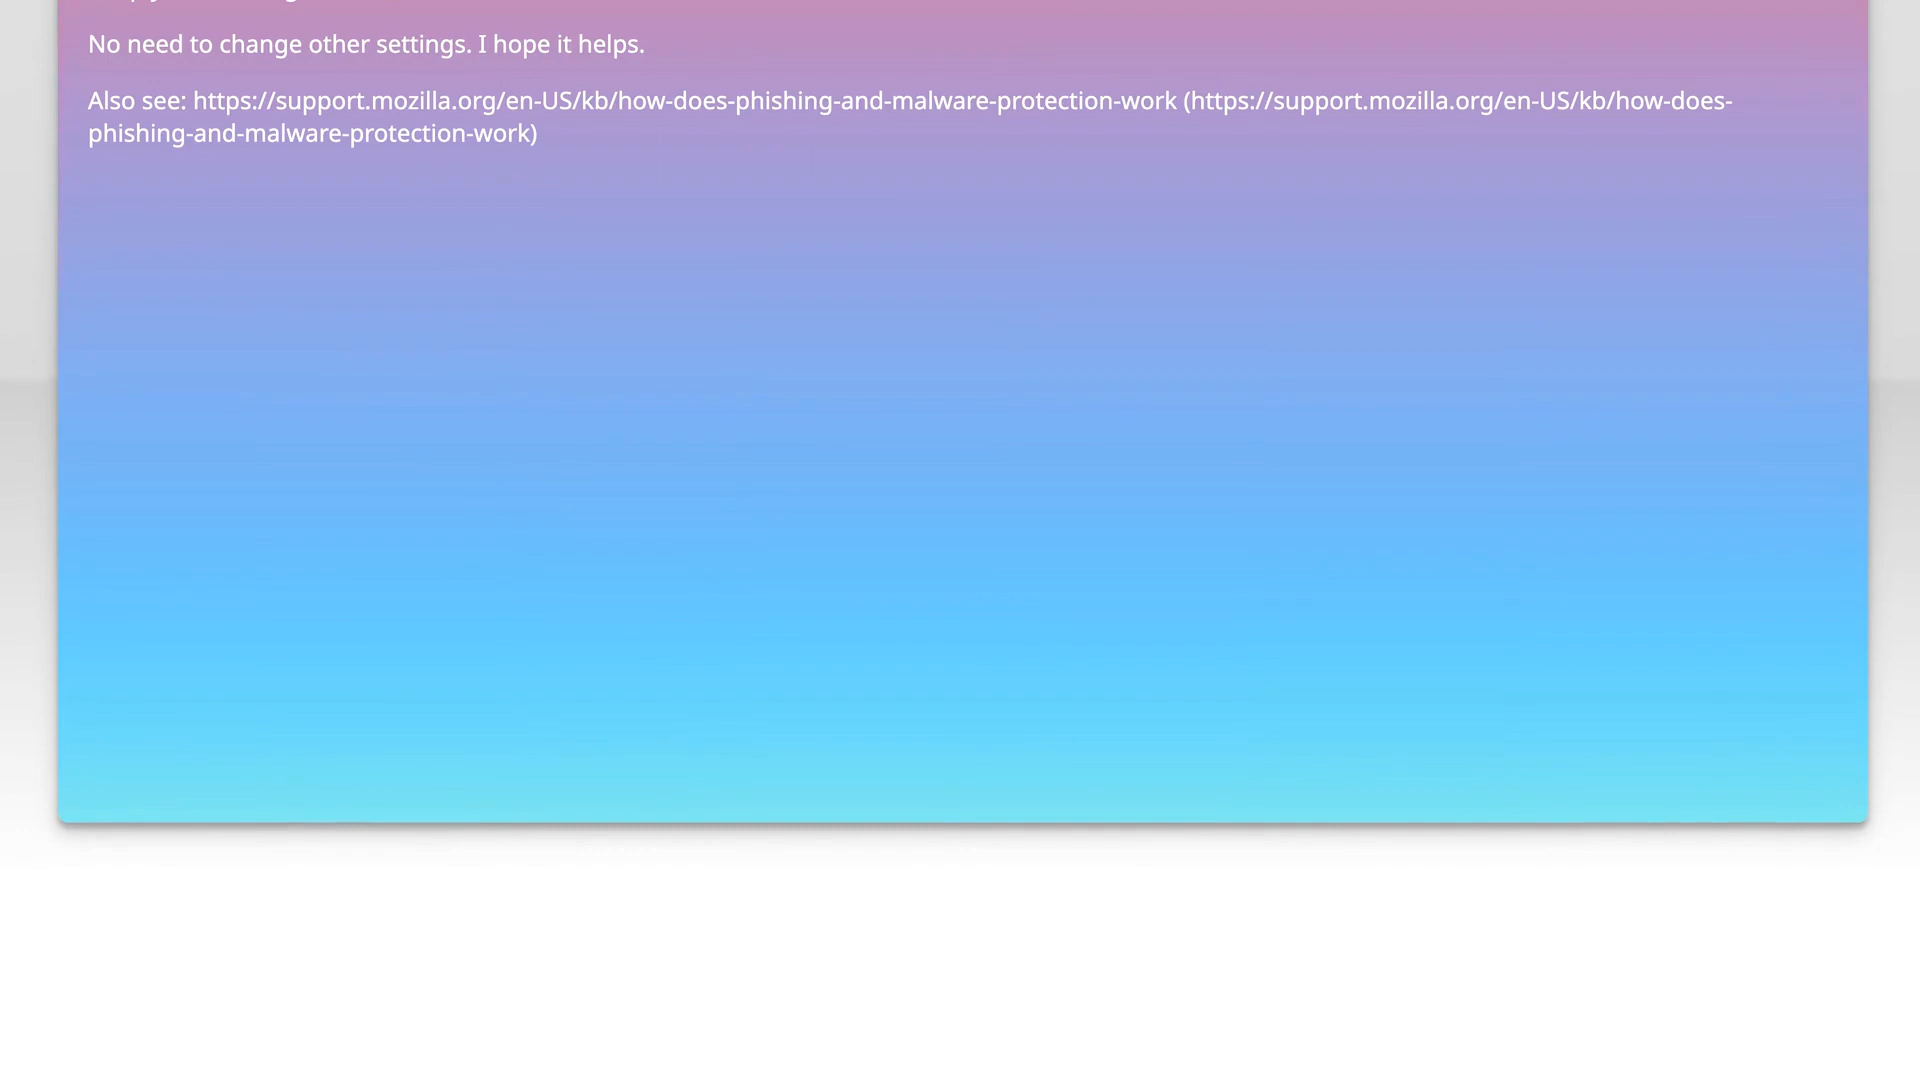 No need to change other settings. I hope it helps.
Also see: https://support.mozilla.org/en-US/kb/how-does-phishing-and-malware-protection-work (https://support.mozilla.org/en-US/kb/how-does-
phishing-and-malware-protection-work)